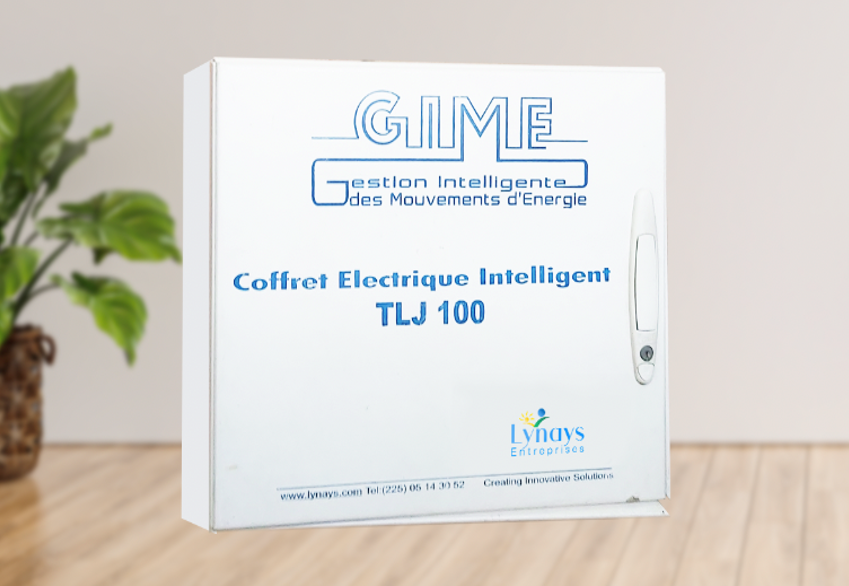 GIME
Gestion Intelligente
des Mouvements d'Energie
Coffret Electrique Intelligent
TLJ 100
Lynays
Entroprises
www.lynays.com Tel:(225) 05 14 30 52 Creating Innovative Solutions